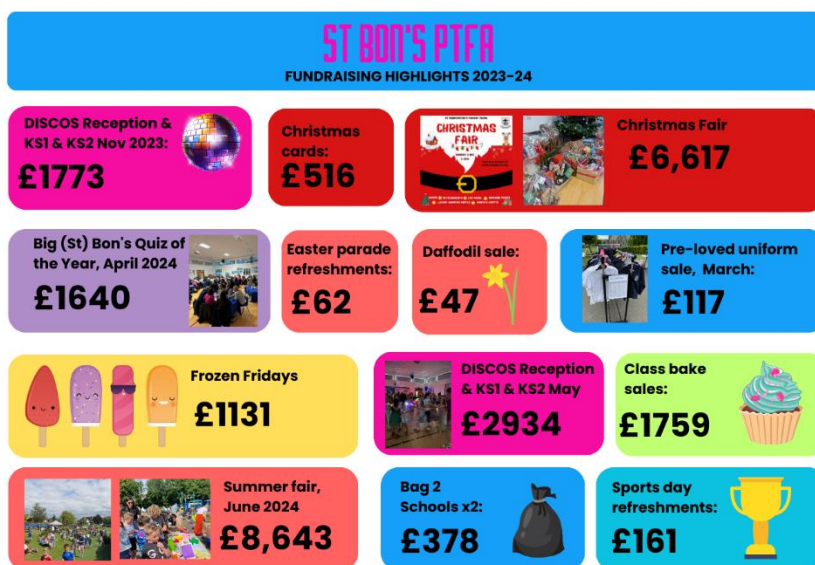 ST BON'S PTFA
FUNDRAISING HIGHLIGHTS 2023-24
DISCOS Reception &
KS1 & KS2 Nov 2023:
£1773
Christmas
cards:
£516
CHRISTMAS
FAIR
Christmas Fair
£6,617
Big (St) Bon's Quiz of
the Year, April 2024
£1640
Easter parade
refreshments:
£62
Daffodil sale:
£47
Pre-loved uniform
sale, March:
£117
Frozen Fridays
£1131
DISCOS Reception
& KS1 & KS2 May
£2934
Class bake
sales:
£1759
Summer fair,
June 2024
£8,643
Bag 2
Schools x2:
£378
Sports day
refreshments:
£161